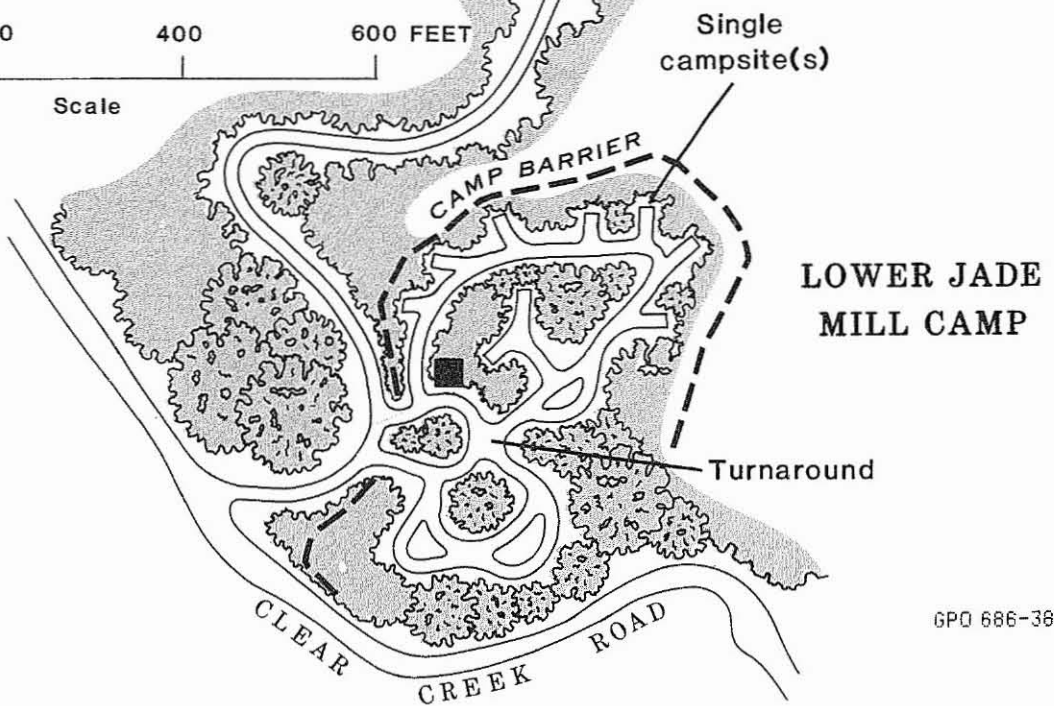 0 400 600 FEET
Scale
Single
campsite(s)
CAMP BARRIER
LOWER JADE
MILL CAMP
Turnaround
CLEAR CREEK ROAD
GPO 686-38